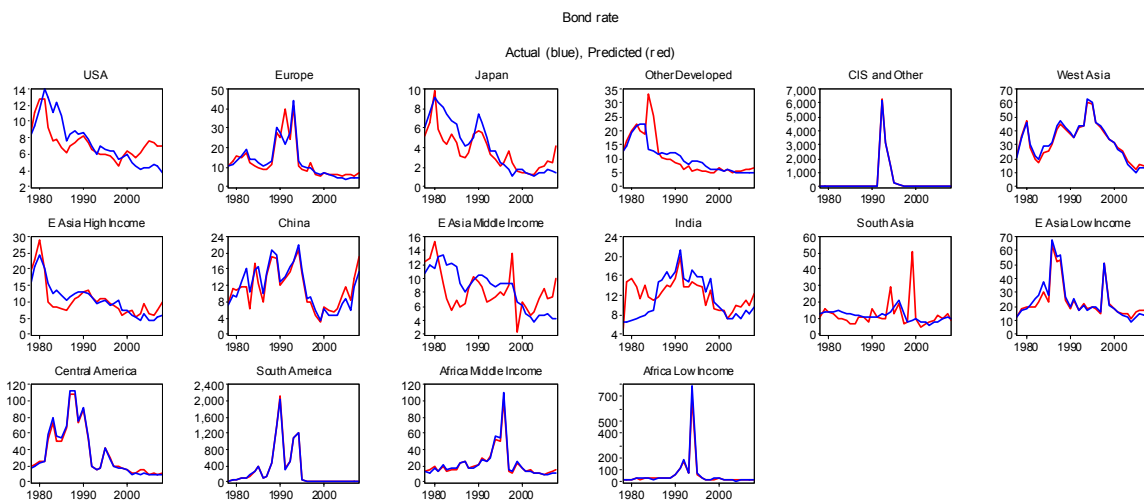 Bond rate
Actual (blue), Predicted (red)
USA Europe Japan Other Developed CIS and Other West Asia
14 50 10 35 7,000 70
12 40 8 30 6,000 60
10 30 6 25 5,000 50
8 20 4 20 4,000 40
6 10 2 15 3,000 30
4 0 0 10 2,000 20
2 5 1,000 10
0 0 0
1980 1990 2000 1980 1990 2000 1980 1990 2000 1980 1990 2000 1980 1990 2000 1980 1990 2000
E Asia High Income China E Asia Middle Income India South Asia E Asia Low Income
30 24 16 24 60 70
25 20 14 20 50 60
20 16 12 16 40 50
15 12 10 12 30 40
10 8 8 8 20 30
5 4 6 4 10 20
0 0 4 0 10
2 0
1980 1990 2000 1980 1990 2000 1980 1990 2000 1980 1990 2000 1980 1990 2000 1980 1990 2000
Central America South America Africa Middle Income Africa Low Income
120 2,400 120 700
100 2,000 100 600
80 1,600 80 500
60 1,200 60 400
40 800 40 300
20 400 20 200
0 0 0 100
0
1980 1990 2000 1980 1990 2000 1980 1990 2000 1980 1990 2000